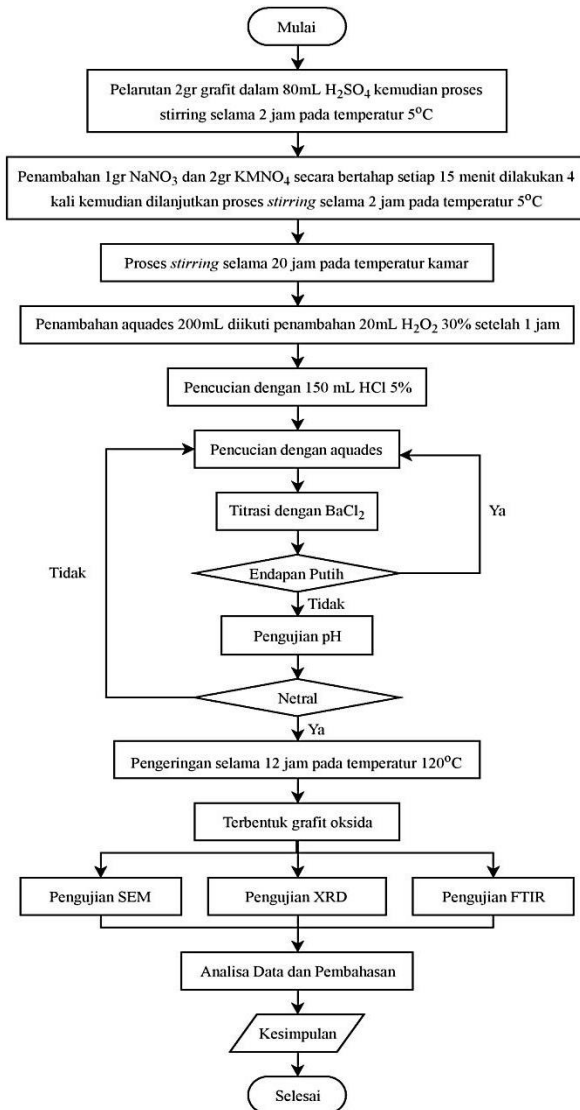 Mulai
Pelarutan 2gr grafit dalam 80mL H₂SO₄ kemudian proses
stirring selama 2 jam pada temperatur 5°C
Penambahan 1gr NaNO₃ dan 2gr KMNO₄ secara bertahap setiap 15 menit dilakukan 4
kali kemudian dilanjutkan proses stirring selama 2 jam pada temperatur 5°C
Proses stirring selama 20 jam pada temperatur kamar
Penambahan aquades 200mL diikuti penambahan 20mL H₂O₂ 30% setelah 1 jam
Pencucian dengan 150 mL HCl 5%
Pencucian dengan aquades
Titrasi dengan BaCl₂
Ya
Tidak
Endapan Putih
Tidak
Pengujian pH
Netral
Ya
Pengeringan selama 12 jam pada temperatur 120°C
Terbentuk grafit oksida
Pengujian SEM
Pengujian XRD
Pengujian FTIR
Analisa Data dan Pembahasan
Kesimpulan
Selesai